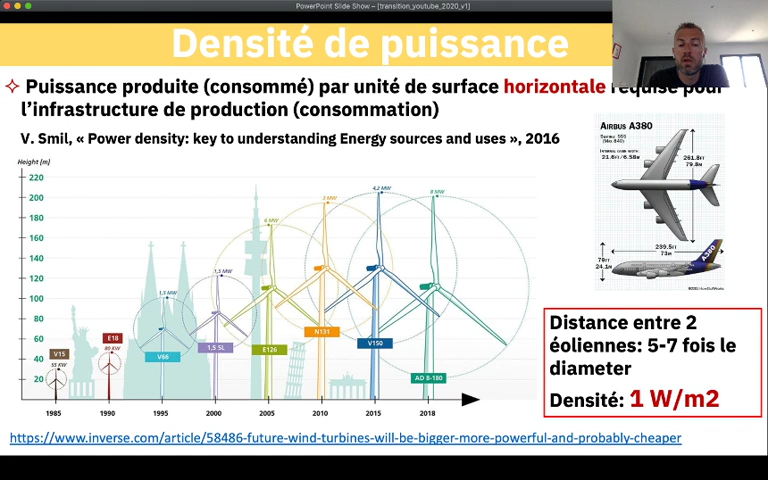 PowerPoint Slide Show – [transition_youtube_2020_v1]
Densité de puissance
Puissance produite (consommé) par unité de surface horizontale requise pour
l’infrastructure de production (consommation)
V. Smil, « Power density: key to understanding Energy sources and uses », 2016
Height [m]
220
200
180
160
140
120
100
80
60
40
20
V15
55 KW
E18
80 KW
1,5 MW
V66
1,5 MW
1,5 SL
6 MW
E126
3 MW
N131
4,2 MW
V150
8 MW
AD 8-180
1985
1990
1995
2000
2005
2010
2015
2018
AIRBUS A380
21.6ft / 6.58m
261.8ft
79.8m
239.5ft
73m
79ft
24.1m
A380
Distance entre 2
éoliennes: 5-7 fois le
diameter
Densité: 1 W/m2
https://www.inverse.com/article/58486-future-wind-turbines-will-be-bigger-more-powerful-and-probably-cheaper